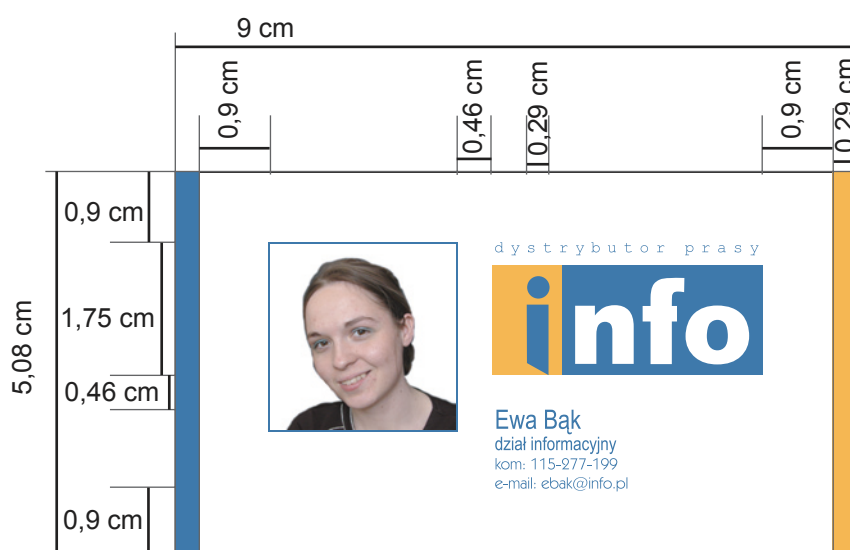 9 cm
0,9 cm
0,46 cm
0,29 cm
0,9 cm
0,29 cm
0,9 cm
1,75 cm
5,08 cm
0,46 cm
0,9 cm
dystrybutor prasy
info
Ewa Bąk
dział informacyjny
kom: 115-277-199
e-mail: ebak@info.pl